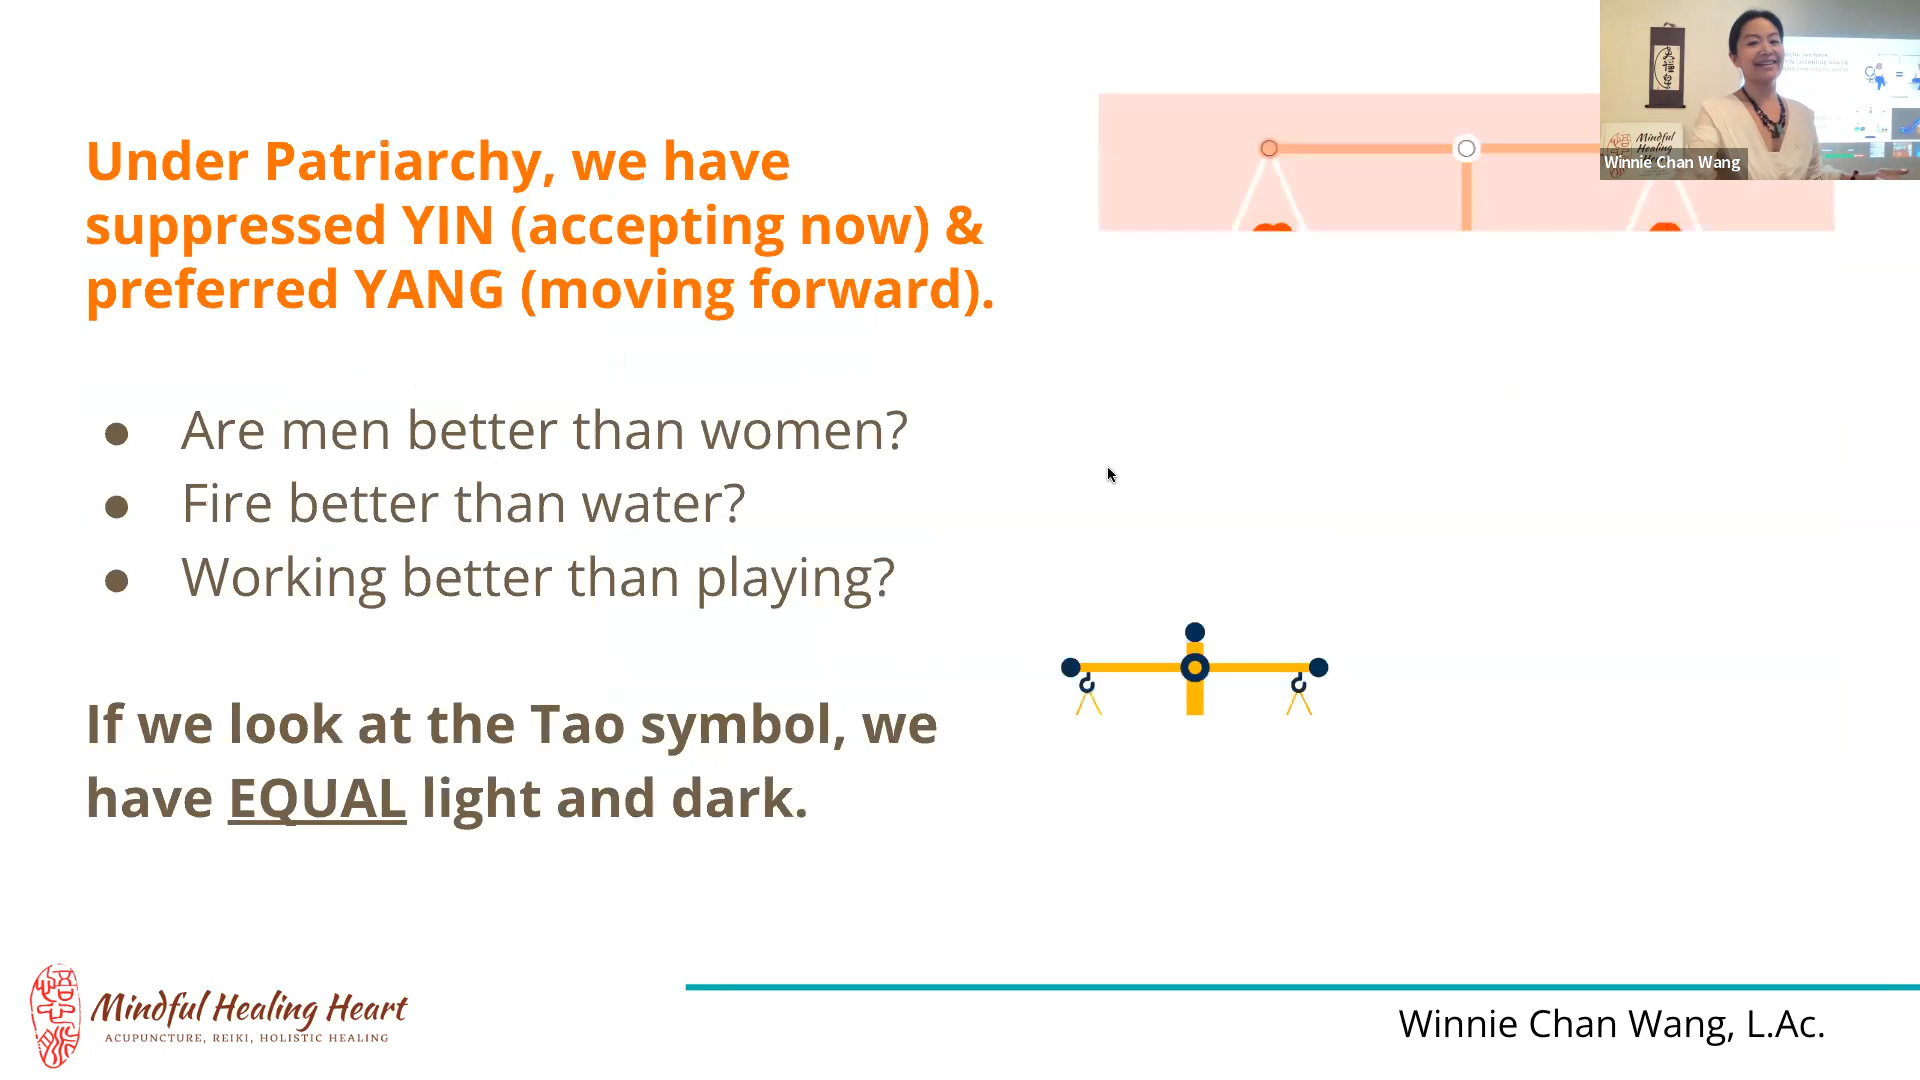 Under Patriarchy, we have
suppressed YIN (accepting now) &
preferred YANG (moving forward).
● Are men better than women?
● Fire better than water?
● Working better than playing?
If we look at the Tao symbol, we
have EQUAL light and dark.
Mindful
Healing
Winnie Chan Wang
Mindful Healing Heart
ACUPUNCTURE, REIKI, HOLISTIC HEALING
Winnie Chan Wang, L.Ac.